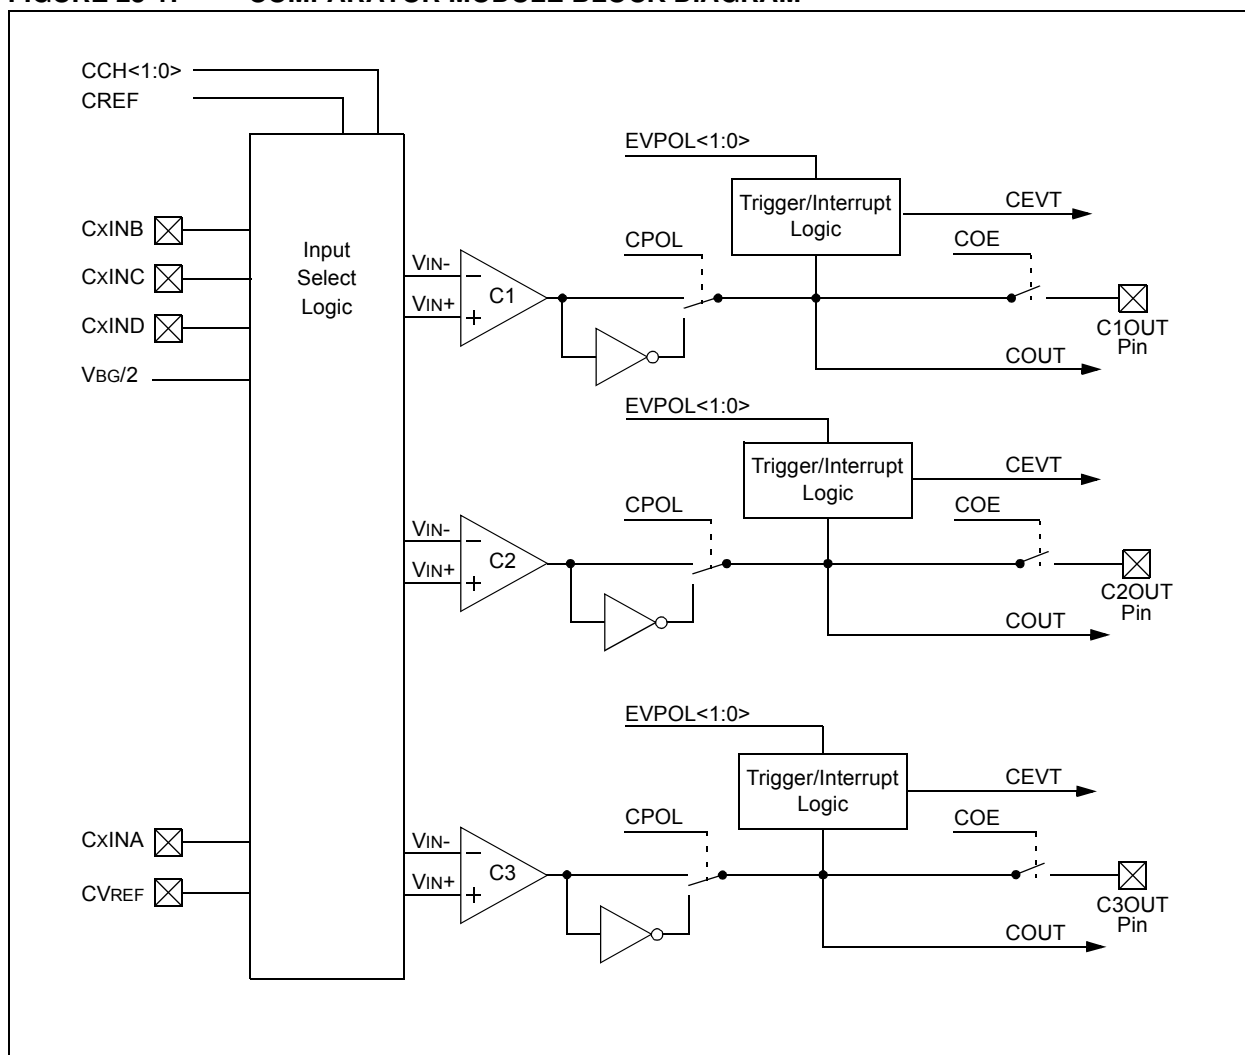 CCH<1:0>
CREF
CxINB
CxINC
CxIND
VBG/2
Input
Select
Logic
CxINA
CVREF
EVPOL<1:0>
Trigger/Interrupt
Logic
CEVT
CPOL
COE
VIN-
VIN+
C1
C1OUT
Pin
COUT
EVPOL<1:0>
Trigger/Interrupt
Logic
CEVT
CPOL
COE
VIN-
VIN+
C2
C2OUT
Pin
COUT
EVPOL<1:0>
Trigger/Interrupt
Logic
CEVT
CPOL
COE
VIN-
VIN+
C3
C3OUT
Pin
COUT